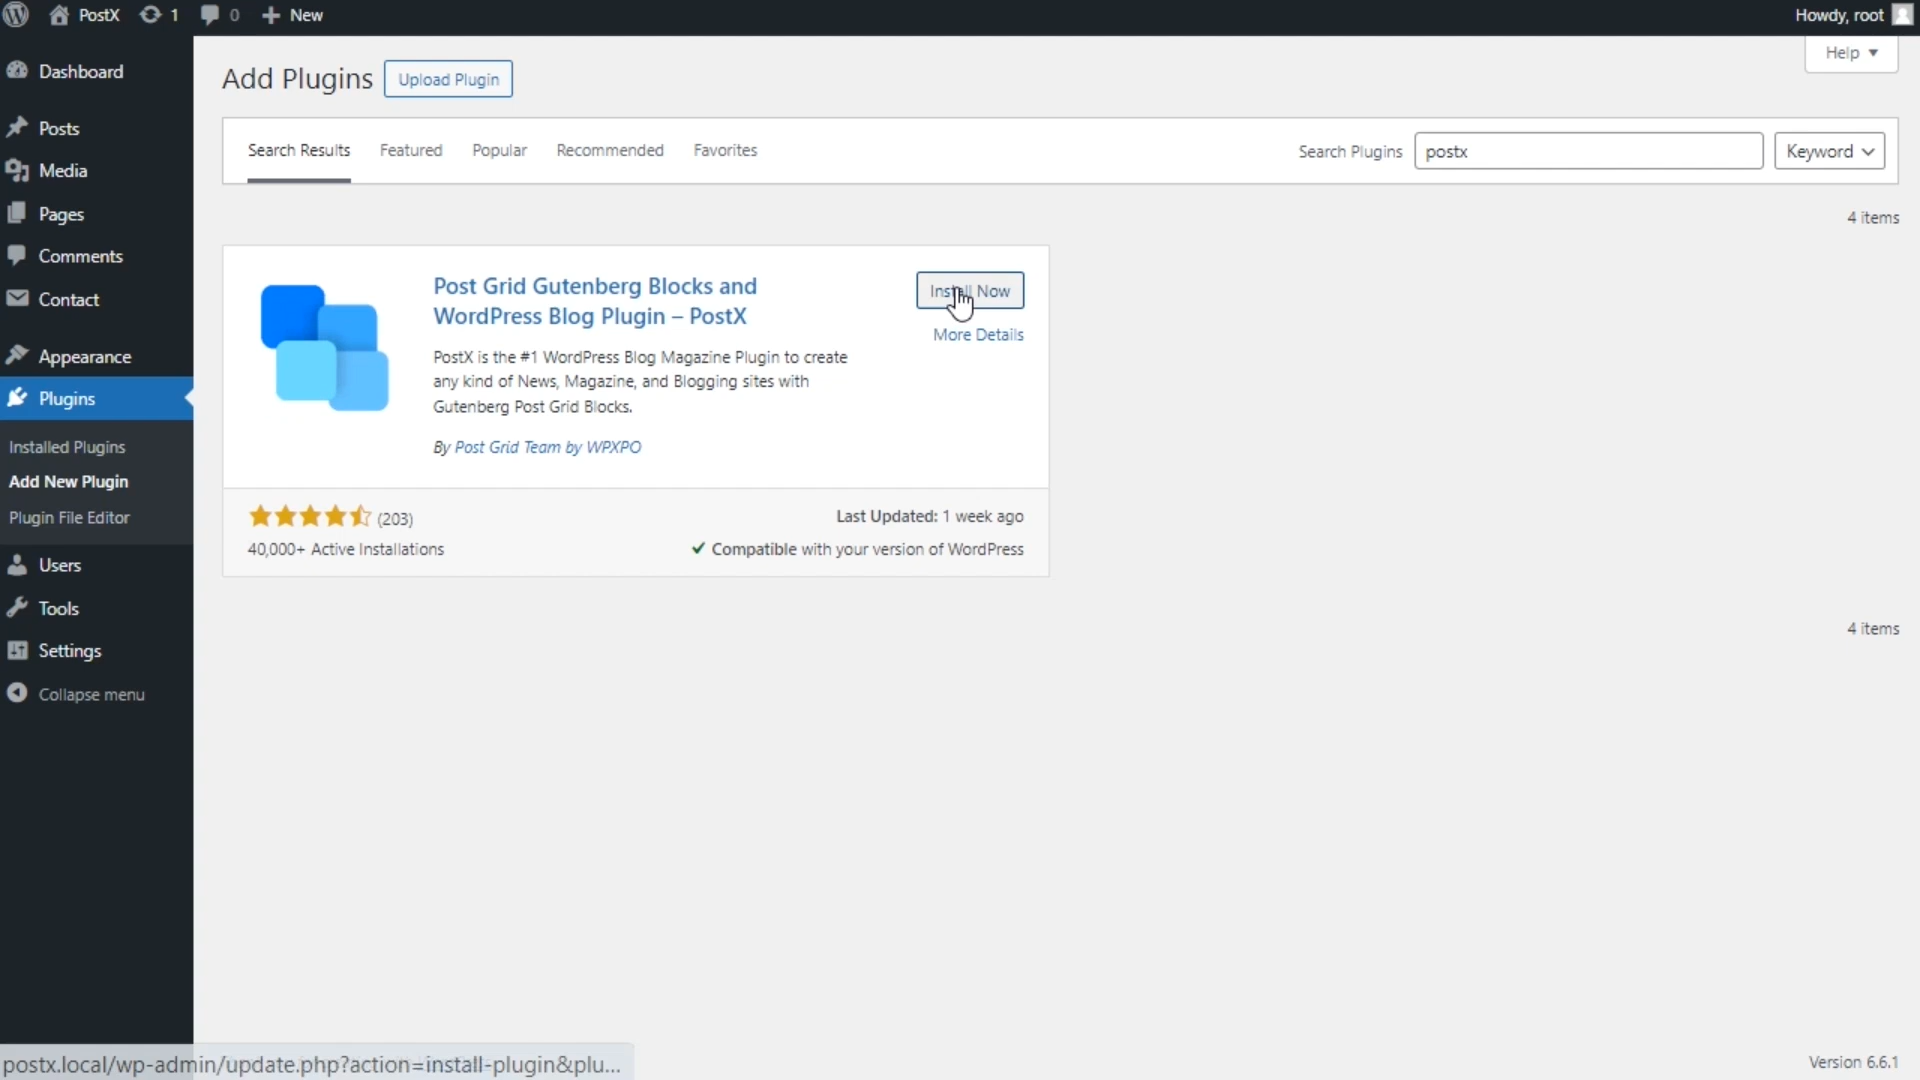 PostX 1 0 New Howdy, root
Help
Dashboard
Posts
Media
Pages
Comments
Contact
Appearance
Plugins
Installed Plugins
Add New Plugin
Plugin File Editor
Users
Tools
Settings
Collapse menu
Add Plugins Upload Plugin
Search Results Featured Popular Recommended Favorites Search Plugins postx Keyword
4 items
Post Grid Gutenberg Blocks and
WordPress Blog Plugin – PostX
Install Now
More Details
PostX is the #1 WordPress Blog Magazine Plugin to create
any kind of News, Magazine, and Blogging sites with
Gutenberg Post Grid Blocks.
By Post Grid Team by WPXPO
(203)
Last Updated: 1 week ago
40,000+ Active Installations
Compatible with your version of WordPress
4 items
postx.local/wp-admin/update.php?action=install-plugin&plu...
Version 6.6.1